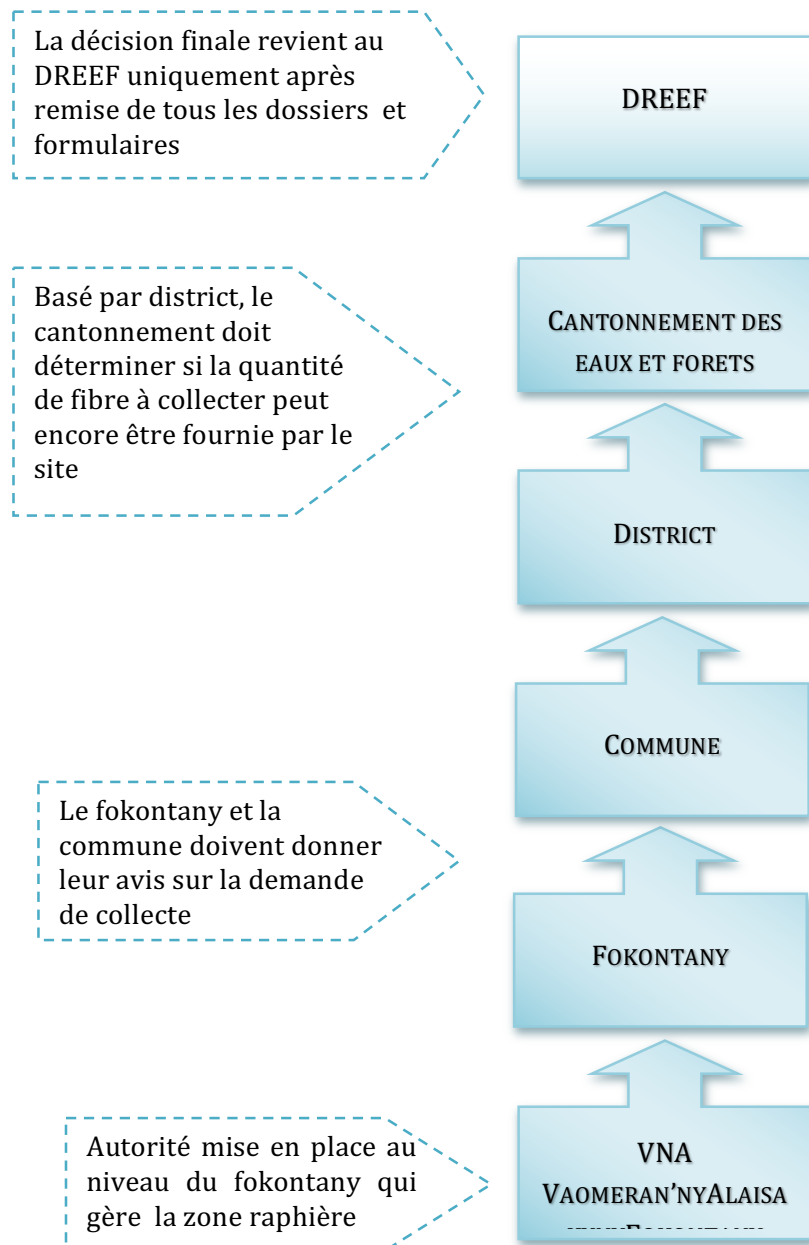 La décision finale revient au
DREEF uniquement après
remise de tous les dossiers et
formulaires
DREEF
Basé par district, le
cantonnement doit
déterminer si la quantité
de fibre à collecter peut
encore être fournie par le
site
CANTONNEMENT DES
EAUX ET FORETS
DISTRICT
COMMUNE
Le fokontany et la
commune doivent donner
leur avis sur la demande
de collecte
FOKONTANY
Autorité mise en place au
niveau du fokontany qui
gère la zone raphière
VNA
VAOMERAN'NYALAISA